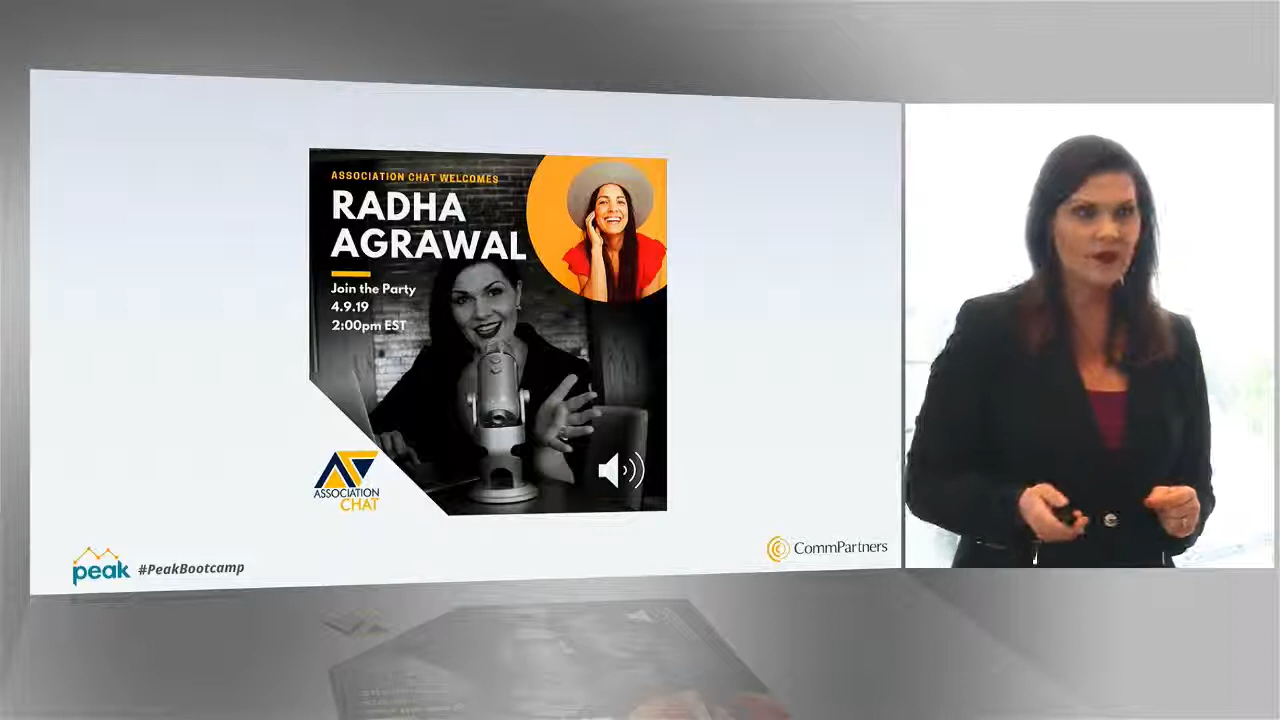 ASSOCIATION CHAT WELCOMES
RADHA
AGRAWAL
Join the Party
4.9.19
2:00pm EST
ASSOCIATION
CHAT
peak #PeakBootcamp
CommPartners